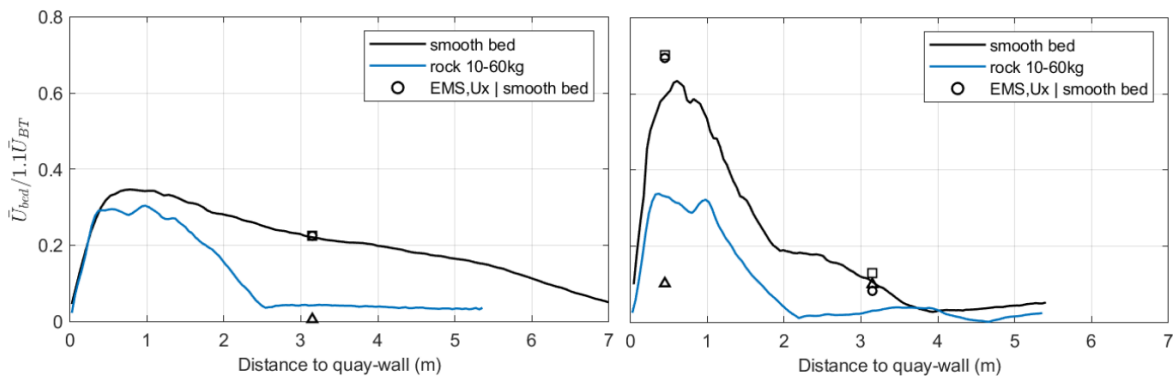 0.8
0.6
0.4
0.2
0
Ū_bed/1.1Ū_BT
smooth bed
rock 10-60kg
EMS,Ux | smooth bed
0 1 2 3 4 5 6 7
Distance to quay-wall (m)
smooth bed
rock 10-60kg
EMS,Ux | smooth bed
0 1 2 3 4 5 6 7
Distance to quay-wall (m)